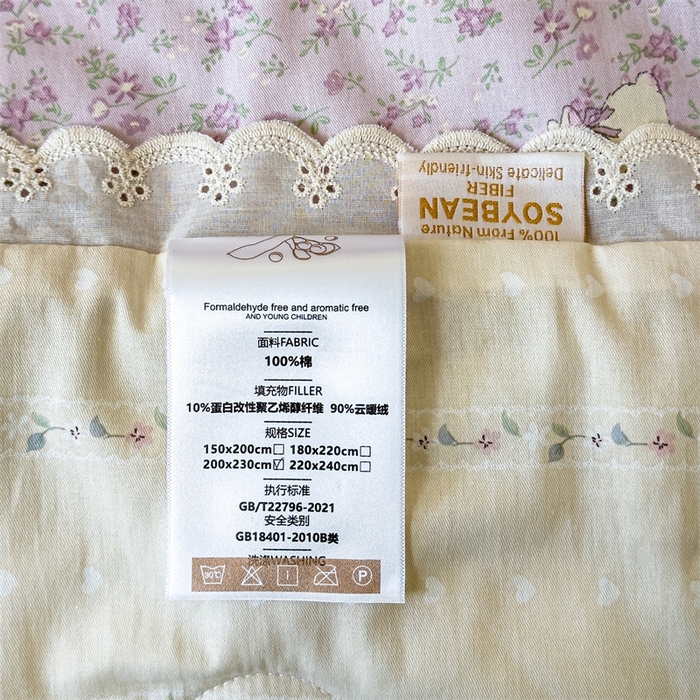 Delicate Skin-friendly
FIBER
SOYBEAN
100% From Nature
Formaldehyde free and aromatic free
AND YOUNG CHILDREN
面料FABRIC
100%棉
填充物FILLER
10%蛋白改性聚乙烯醇纤维 90%云暖绒
规格SIZE
150x200cm□ 180x220cm□
200x230cm☑ 220x240cm□
执行标准
GB/T22796-2021
安全类别
GB18401-2010B类
洗涤WASHING
P